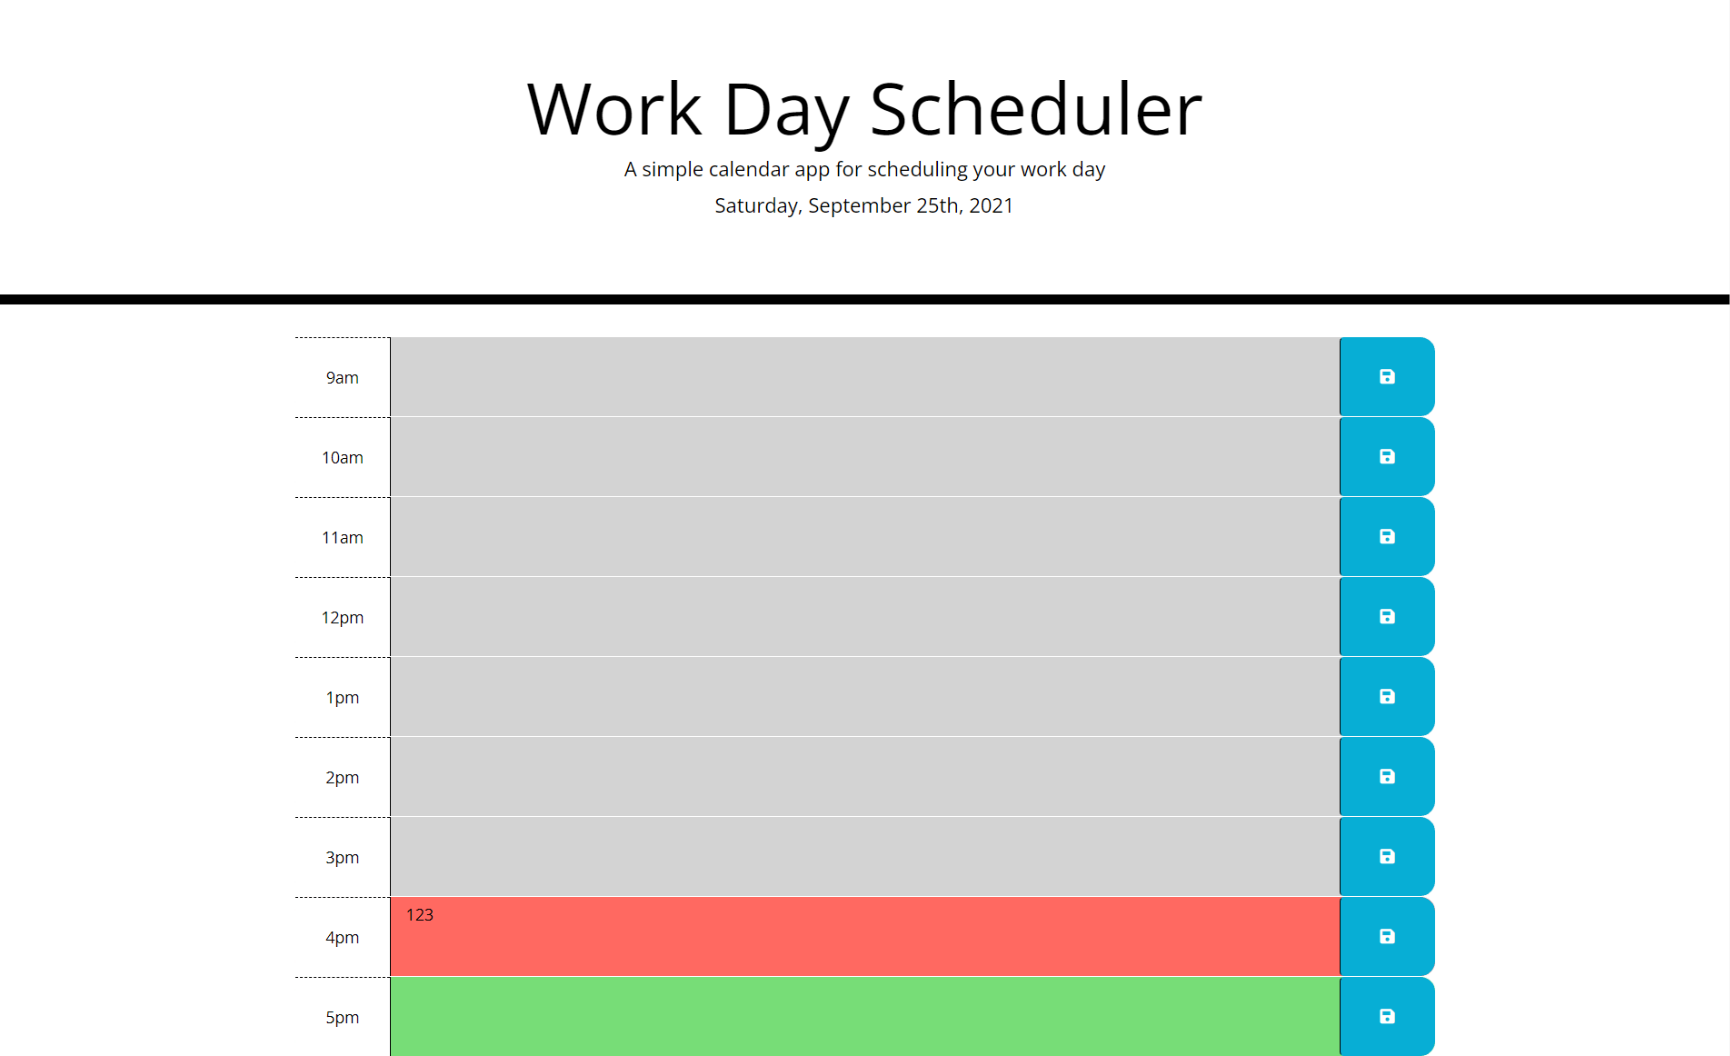 Work Day Scheduler
A simple calendar app for scheduling your work day
Saturday, September 25th, 2021
9am
10am
11am
12pm
1pm
2pm
3pm
123
4pm
5pm